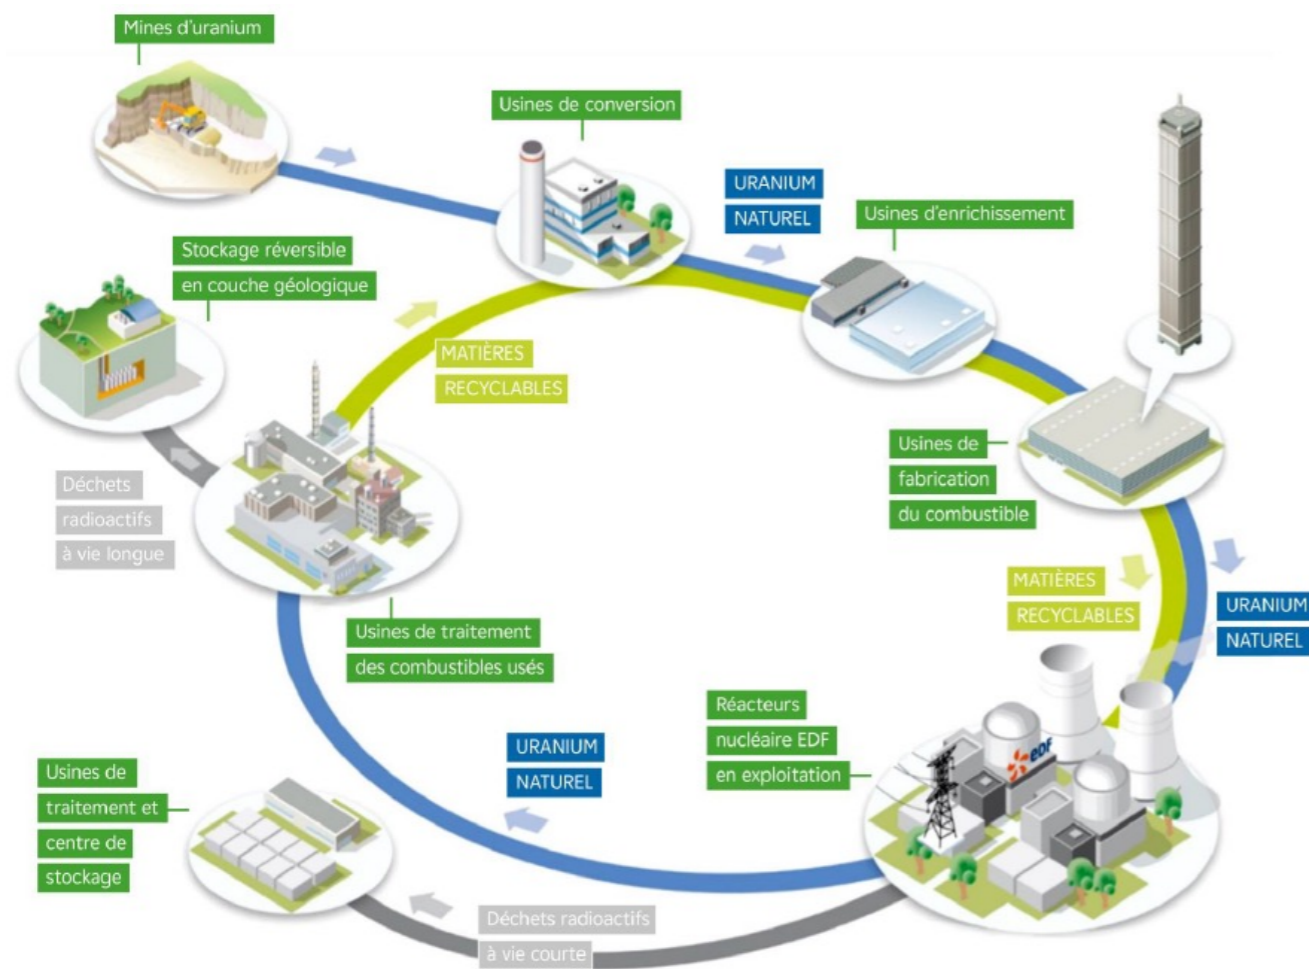 Mines d'uranium
Usines de conversion
URANIUM
NATUREL
Usines d'enrichissement
Stockage réversible
en couche géologique
MATIÈRES
RECYCLABLES
Usines de
fabrication
du combustible
Déchets
radioactifs
à vie longue
MATIÈRES
RECYCLABLES
URANIUM
NATUREL
Usines de traitement
des combustibles usés
Réacteurs
nucléaire EDF
en exploitation
edf
URANIUM
NATUREL
Usines de
traitement et
centre de
stockage
Déchets radioactifs
à vie courte